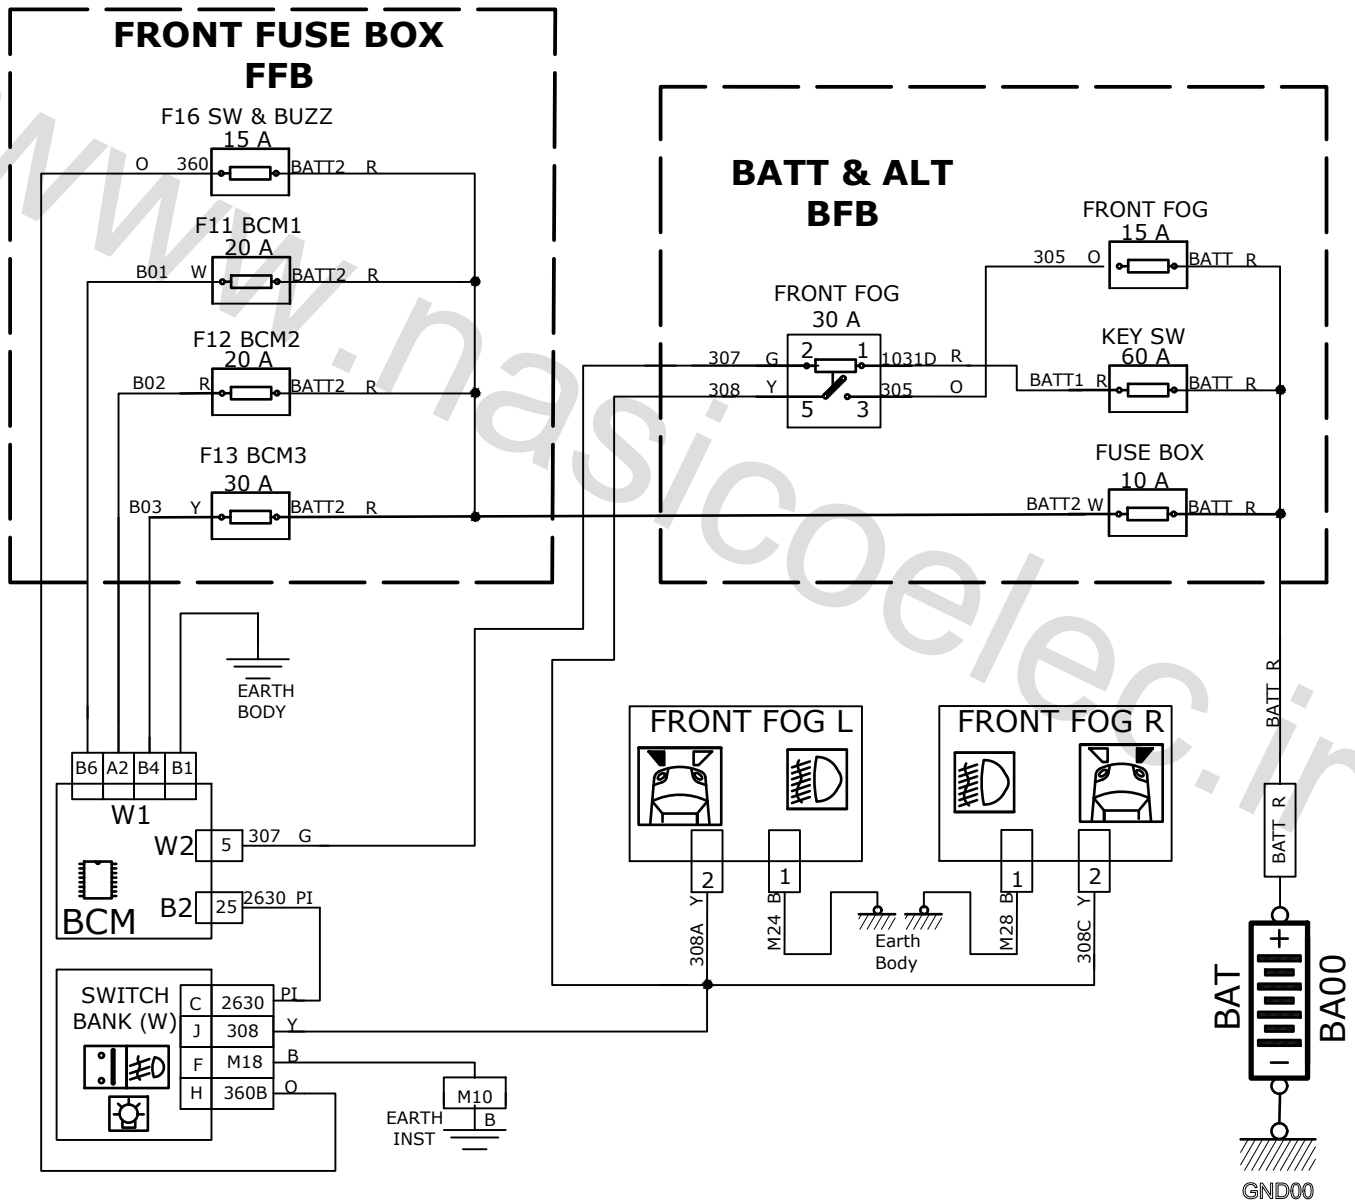 FRONT FUSE BOX
FFB
F16 SW & BUZZ
15 A
O 360 BATT2 R
F11 BCM1
20 A
B01 W BATT2 R
F12 BCM2
20 A
B02 R BATT2 R
F13 BCM3
30 A
B03 Y BATT2 R
BATT & ALT
BFB
FRONT FOG
15 A
305 O BATT R
FRONT FOG
30 A
2 1
307 G 1031D R
308 Y 305 O
5 3
KEY SW
60 A
BATT1 R BATT R
FUSE BOX
10 A
BATT2 W BATT R
www.nasicoelec.ir
EARTH
BODY
B6 A2 B4 B1
W1
W2 5 307 G
B2 25 2630 PI
BCM
SWITCH
BANK (W)
C 2630 PI
J 308 Y
F M18 B
H 360B O
M10
B
EARTH
INST
FRONT FOG L
2 1
308A Y
M24 B
Earth
Body
FRONT FOG R
1 2
M28 B
308C Y
BATT R
BATT R
+
BAT
BA00
−
GND00